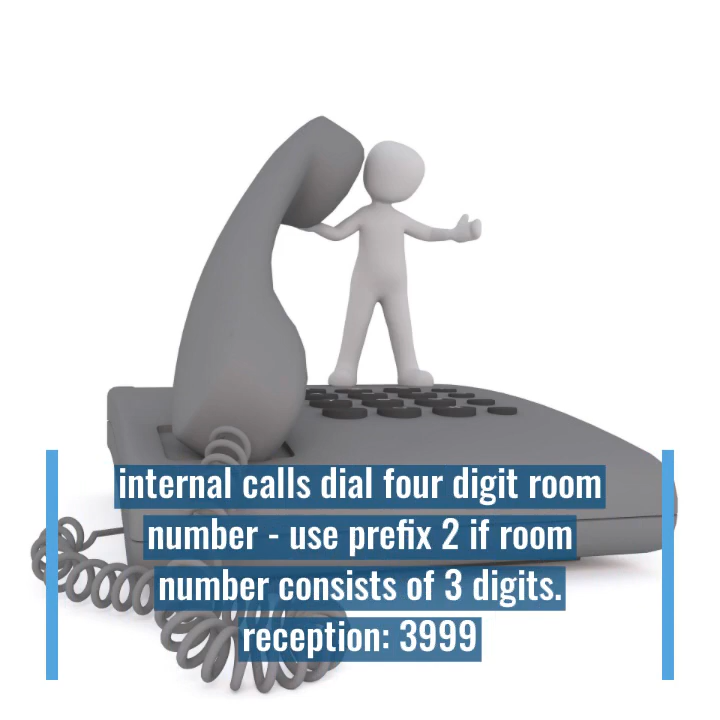 internal calls dial four digit room
number - use prefix 2 if room
number consists of 3 digits.
reception: 3999